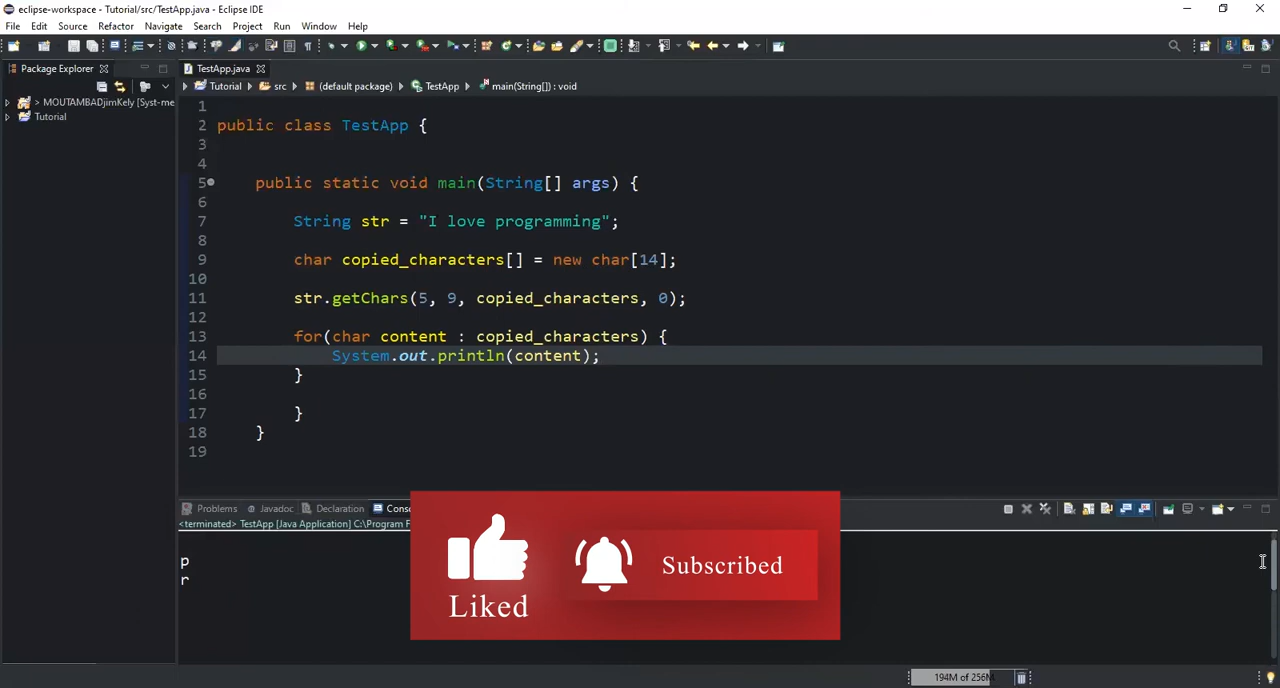 eclipse-workspace - Tutorial/src/TestApp.java - Eclipse IDE
File Edit Source Refactor Navigate Search Project Run Window Help
Package Explorer
TestApp.java
Tutorial src (default package) TestApp main(String[]) : void
> MOUTAMBADjimKely [Syst-me
Tutorial
1
2 public class TestApp {
3
4
5 public static void main(String[] args) {
6
7 String str = "I love programming";
8
9 char copied_characters[] = new char[14];
10
11 str.getChars(5, 9, copied_characters, 0);
12
13 for(char content : copied_characters) {
14 System.out.println(content);
15 }
16
17 }
18 }
19
Problems Javadoc Declaration Conso
<terminated> TestApp [Java Application] C:\Program F
p
r
Liked
Subscribed
194M of 256M